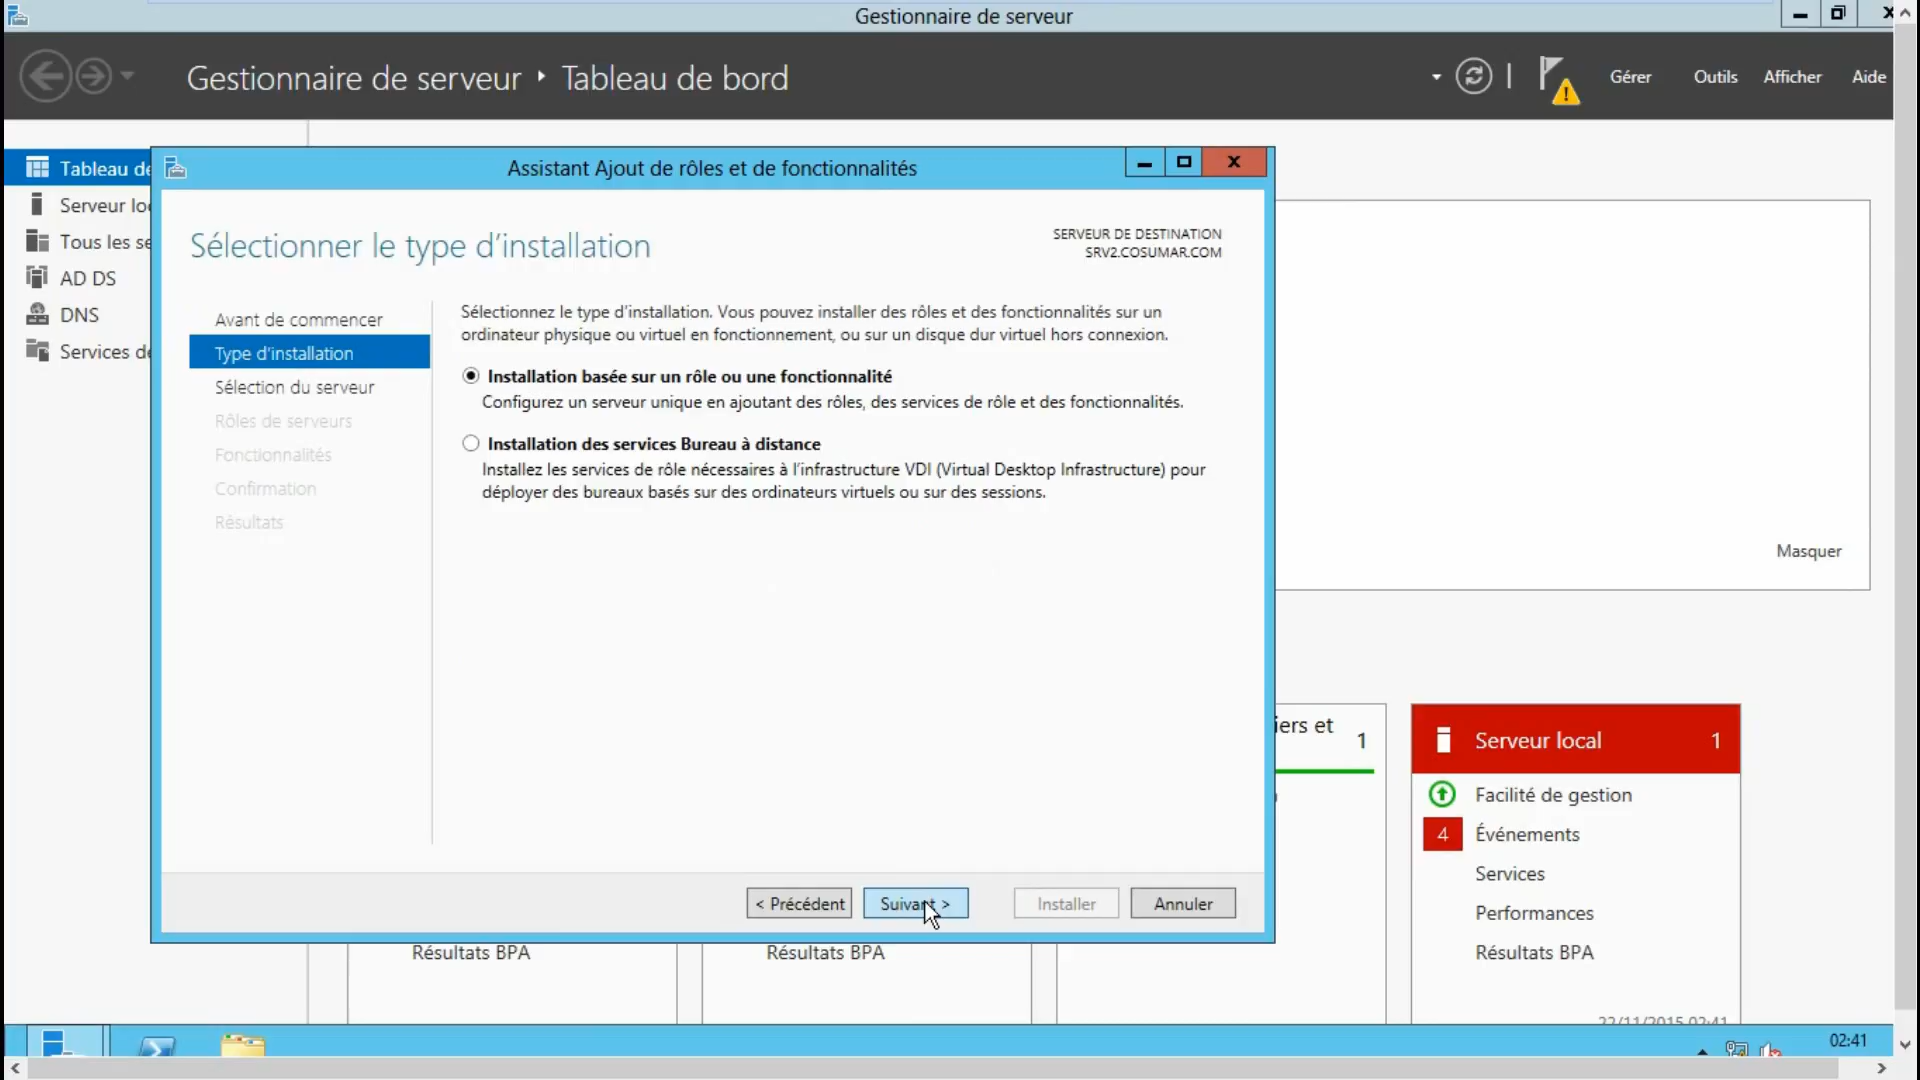 Gestionnaire de serveur
Gestionnaire de serveur ‣ Tableau de bord
Gérer
Outils
Afficher
Aide
Tableau de
Serveur loc
Tous les se
AD DS
DNS
Services de
Assistant Ajout de rôles et de fonctionnalités
Sélectionner le type d'installation
SERVEUR DE DESTINATION
SRV2.COSUMAR.COM
Avant de commencer
Type d'installation
Sélection du serveur
Rôles de serveurs
Fonctionnalités
Confirmation
Résultats
Sélectionnez le type d'installation. Vous pouvez installer des rôles et des fonctionnalités sur un
ordinateur physique ou virtuel en fonctionnement, ou sur un disque dur virtuel hors connexion.
Installation basée sur un rôle ou une fonctionnalité
Configurez un serveur unique en ajoutant des rôles, des services de rôle et des fonctionnalités.
Installation des services Bureau à distance
Installez les services de rôle nécessaires à l'infrastructure VDI (Virtual Desktop Infrastructure) pour
déployer des bureaux basés sur des ordinateurs virtuels ou sur des sessions.
< Précédent
Suivant >
Installer
Annuler
Masquer
iers et
1
Serveur local
1
Facilité de gestion
4
Événements
Services
Performances
Résultats BPA
Résultats BPA
Résultats BPA
22/11/2015 02:41
02:41